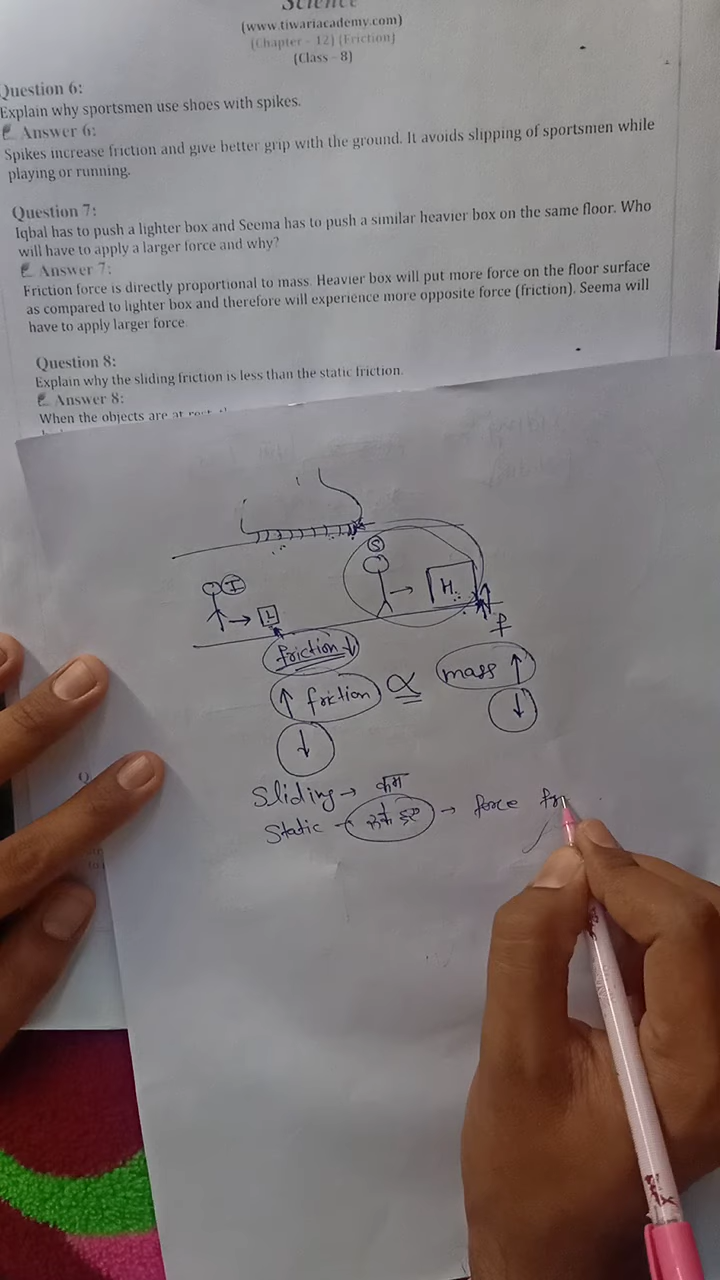 Science
(www.tiwariacademy.com)
(Chapter - 12) (Friction)
(Class - 8)
Question 6:
Explain why sportsmen use shoes with spikes.
Answer 6:
Spikes increase friction and give better grip with the ground. It avoids slipping of sportsmen while
playing or running.
Question 7:
Iqbal has to push a lighter box and Seema has to push a similar heavier box on the same floor. Who
will have to apply a larger force and why?
Answer 7:
Friction force is directly proportional to mass. Heavier box will put more force on the floor surface
as compared to lighter box and therefore will experience more opposite force (friction). Seema will
have to apply larger force
Question 8:
Explain why the sliding friction is less than the static friction.
Answer 8:
When the objects are at
S
I
H
L
f
friction ↓
↑ friction ∝ mass ↑
↓ ↓
Sliding → कम
Static → रुके हुए → force